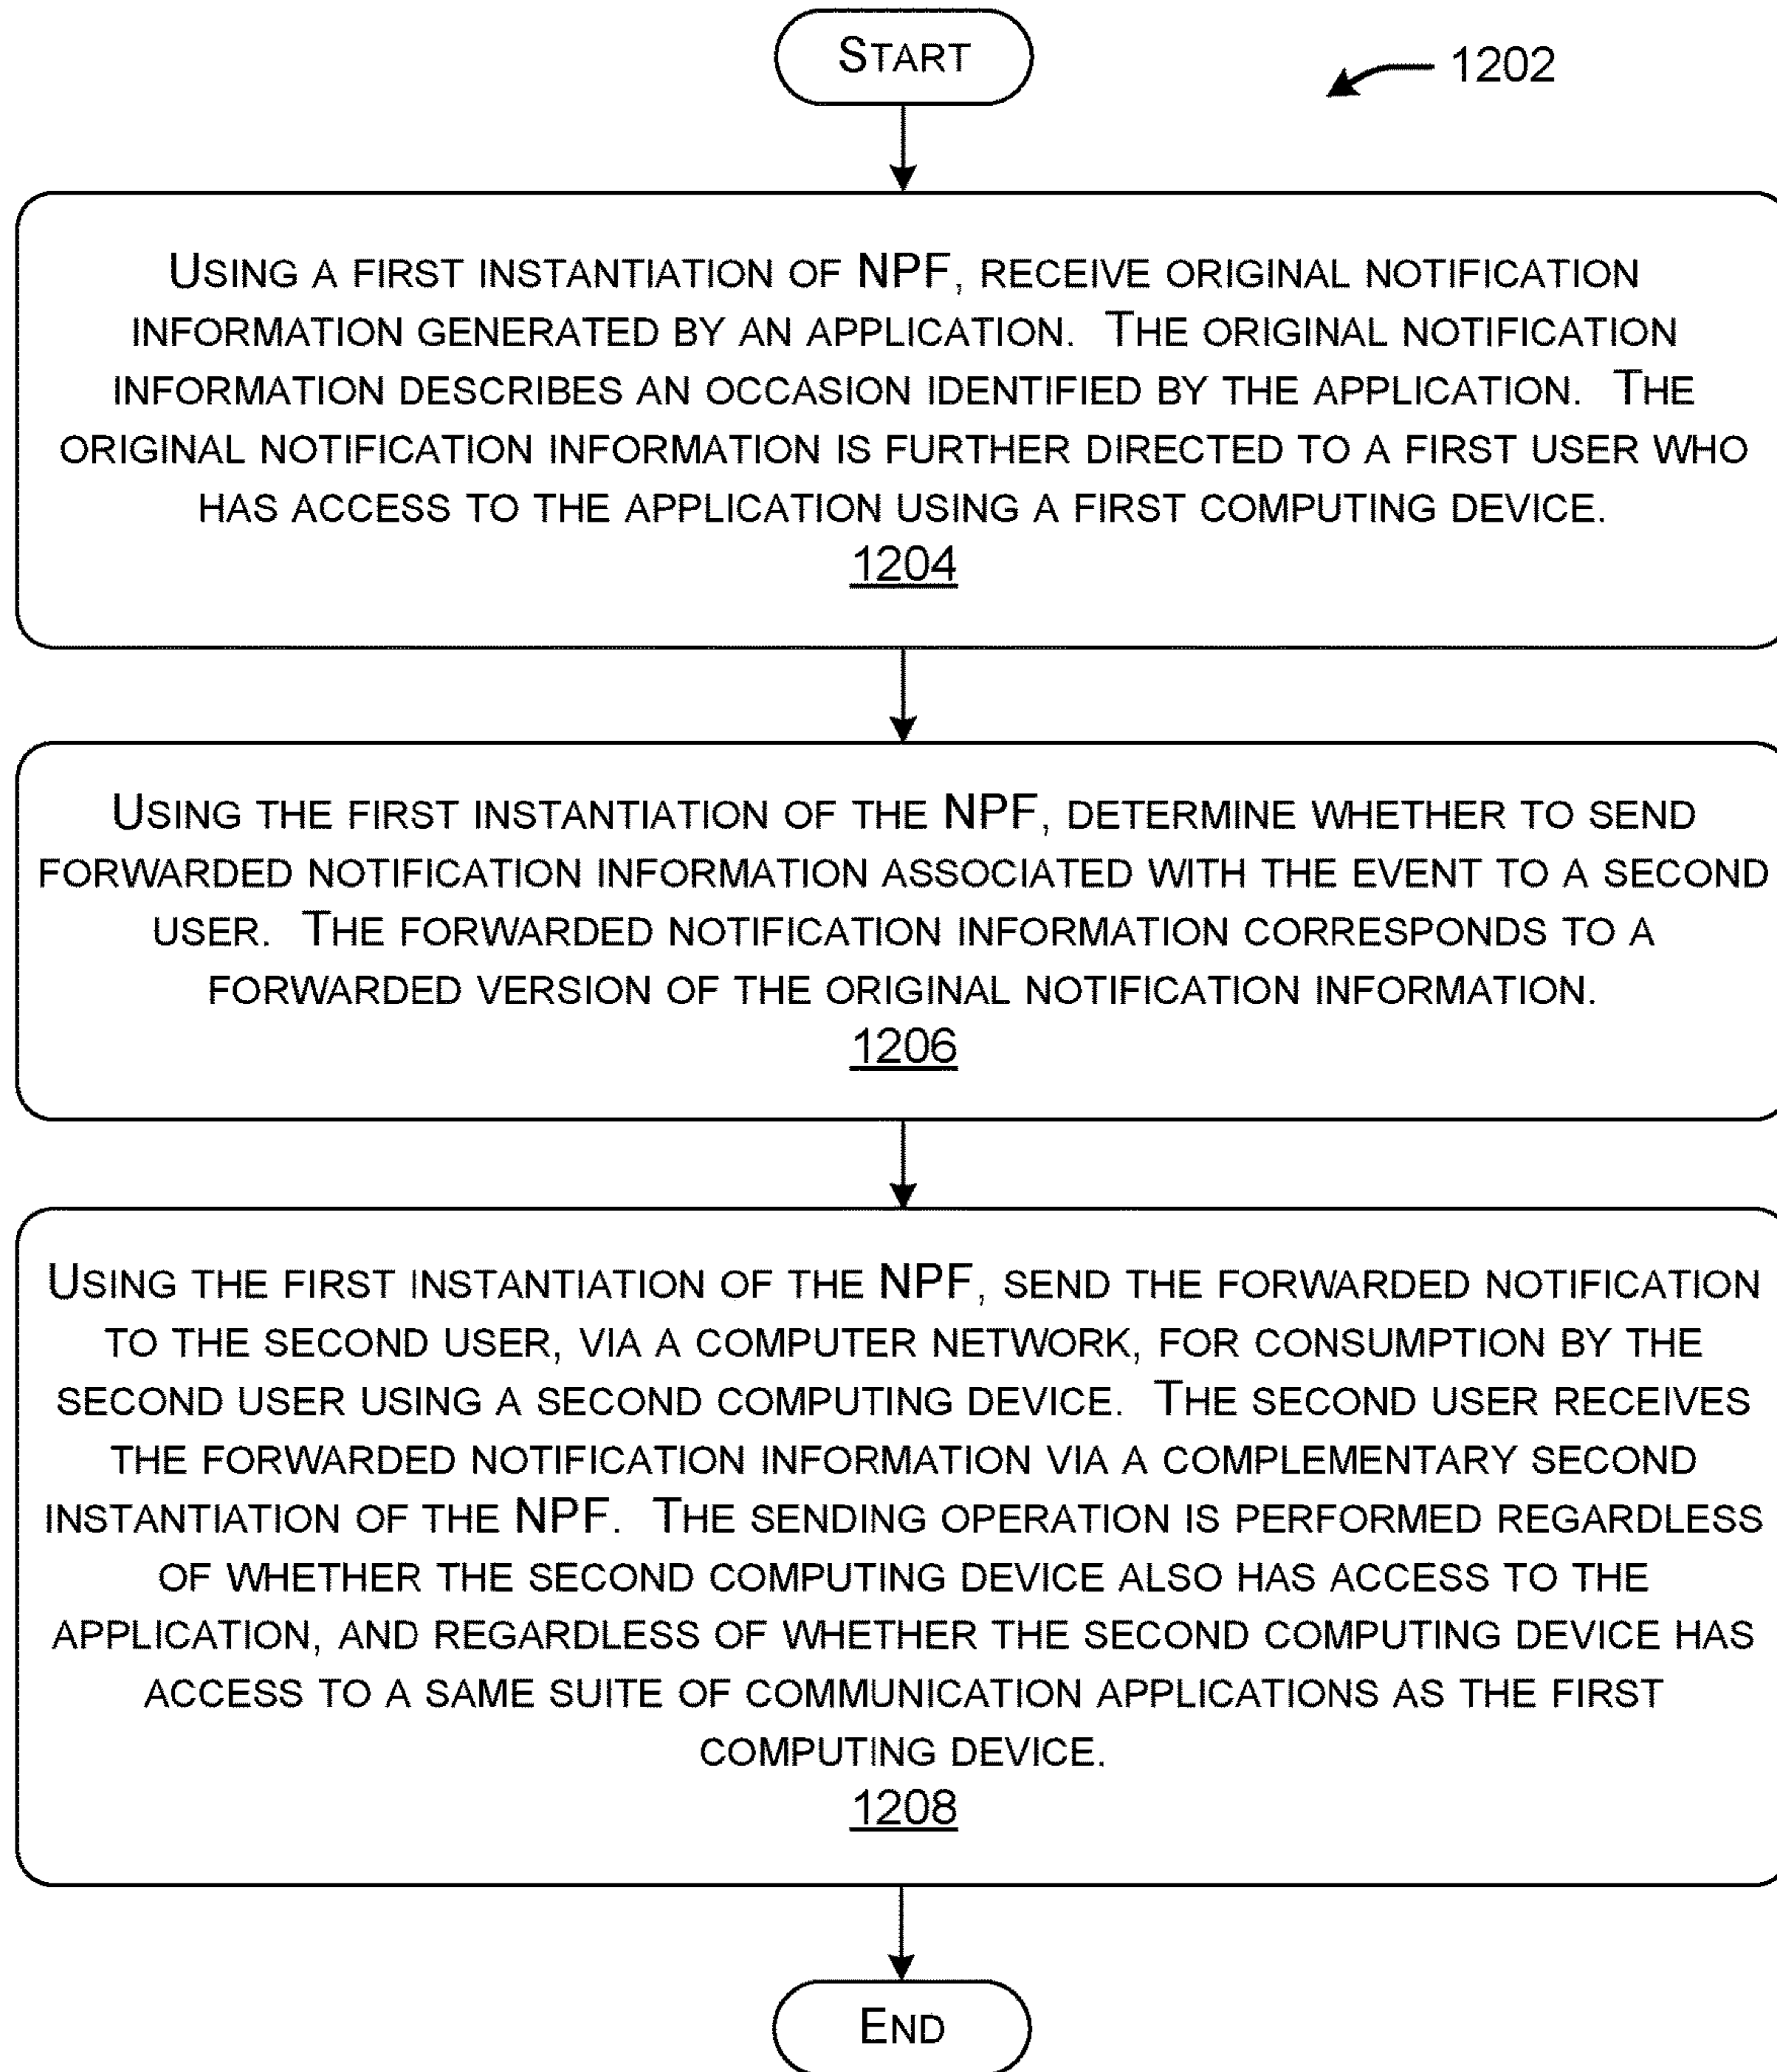 START
1202
USING A FIRST INSTANTIATION OF NPF, RECEIVE ORIGINAL NOTIFICATION
INFORMATION GENERATED BY AN APPLICATION. THE ORIGINAL NOTIFICATION
INFORMATION DESCRIBES AN OCCASION IDENTIFIED BY THE APPLICATION. THE
ORIGINAL NOTIFICATION INFORMATION IS FURTHER DIRECTED TO A FIRST USER WHO
HAS ACCESS TO THE APPLICATION USING A FIRST COMPUTING DEVICE.
1204
USING THE FIRST INSTANTIATION OF THE NPF, DETERMINE WHETHER TO SEND
FORWARDED NOTIFICATION INFORMATION ASSOCIATED WITH THE EVENT TO A SECOND
USER. THE FORWARDED NOTIFICATION INFORMATION CORRESPONDS TO A
FORWARDED VERSION OF THE ORIGINAL NOTIFICATION INFORMATION.
1206
USING THE FIRST INSTANTIATION OF THE NPF, SEND THE FORWARDED NOTIFICATION
TO THE SECOND USER, VIA A COMPUTER NETWORK, FOR CONSUMPTION BY THE
SECOND USER USING A SECOND COMPUTING DEVICE. THE SECOND USER RECEIVES
THE FORWARDED NOTIFICATION INFORMATION VIA A COMPLEMENTARY SECOND
INSTANTIATION OF THE NPF. THE SENDING OPERATION IS PERFORMED REGARDLESS
OF WHETHER THE SECOND COMPUTING DEVICE ALSO HAS ACCESS TO THE
APPLICATION, AND REGARDLESS OF WHETHER THE SECOND COMPUTING DEVICE HAS
ACCESS TO A SAME SUITE OF COMMUNICATION APPLICATIONS AS THE FIRST
COMPUTING DEVICE.
1208
END